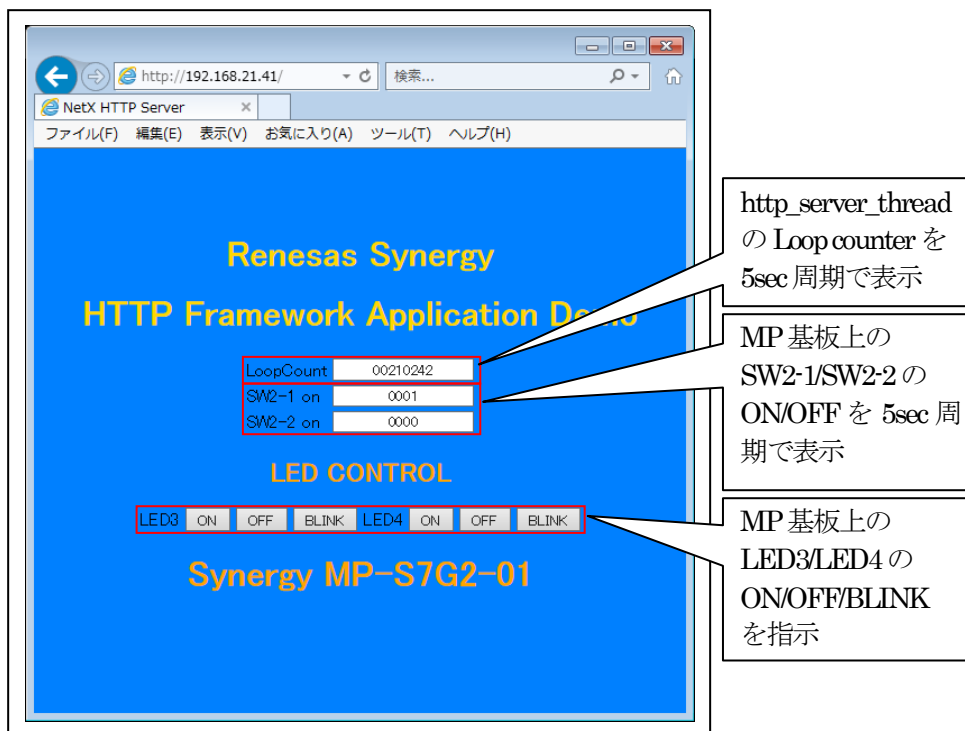 http://192.168.21.41/
検索...
NetX HTTP Server
ファイル(F) 編集(E) 表示(V) お気に入り(A) ツール(T) ヘルプ(H)
Renesas Synergy
HTTP Framework Application Demo
LoopCount 00210242
SW2-1 on 0001
SW2-2 on 0000
LED CONTROL
LED3 ON OFF BLINK LED4 ON OFF BLINK
Synergy MP-S7G2-01
http_server_thread
の Loop counter を
5sec 周期で表示
MP 基板上の
SW2-1/SW2-2 の
ON/OFF を 5sec 周
期で表示
MP 基板上の
LED3/LED4 の
ON/OFF/BLINK
を指示